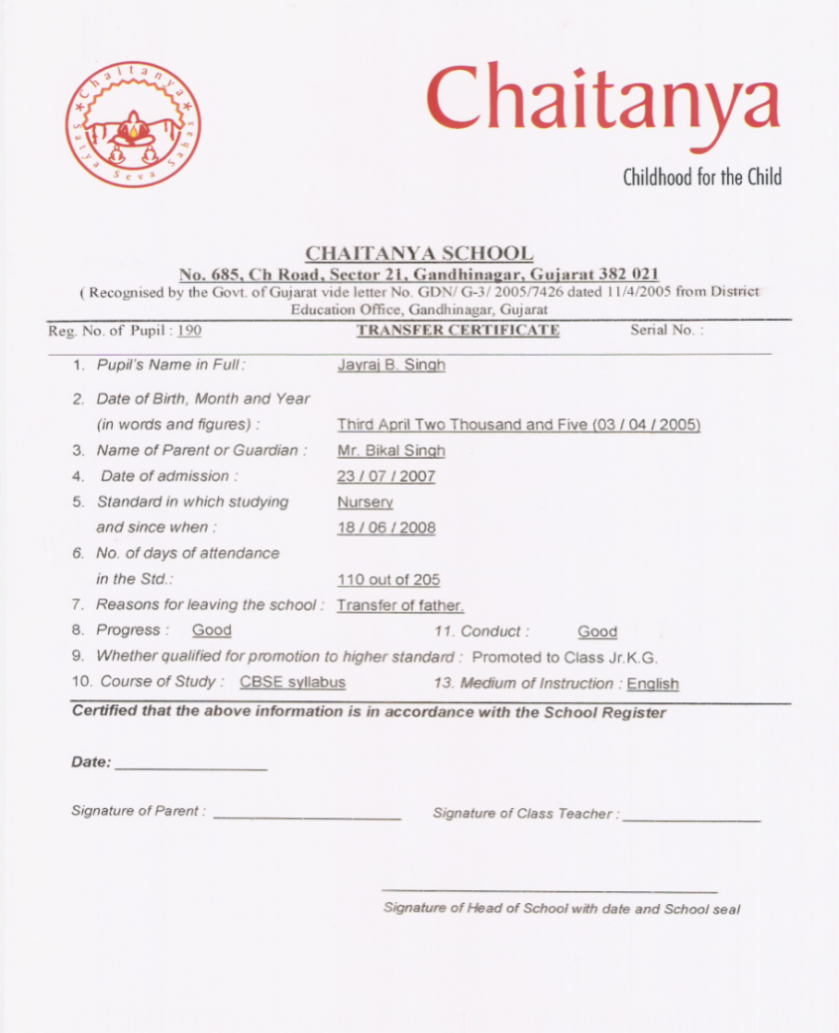 Chaitanya
Satya Seva Sahas
Chaitanya
Childhood for the Child
CHAITANYA SCHOOL
No. 685, Ch Road, Sector 21, Gandhinagar, Gujarat 382 021
( Recognised by the Govt. of Gujarat vide letter No. GDN/ G-3/ 2005/7426 dated 11/4/2005 from District
Education Office, Gandhinagar, Gujarat
Reg. No. of Pupil : 190 TRANSFER CERTIFICATE Serial No. :
1. Pupil's Name in Full : Jayraj B. Singh
2. Date of Birth, Month and Year
(in words and figures) : Third April Two Thousand and Five (03 / 04 / 2005)
3. Name of Parent or Guardian : Mr. Bikal Singh
4. Date of admission : 23 / 07 / 2007
5. Standard in which studying Nursery
and since when : 18 / 06 / 2008
6. No. of days of attendance
in the Std.: 110 out of 205
7. Reasons for leaving the school : Transfer of father.
8. Progress : Good 11. Conduct : Good
9. Whether qualified for promotion to higher standard : Promoted to Class Jr.K.G.
10. Course of Study : CBSE syllabus 13. Medium of Instruction : English
Certified that the above information is in accordance with the School Register
Date:
Signature of Parent : Signature of Class Teacher :
Signature of Head of School with date and School seal